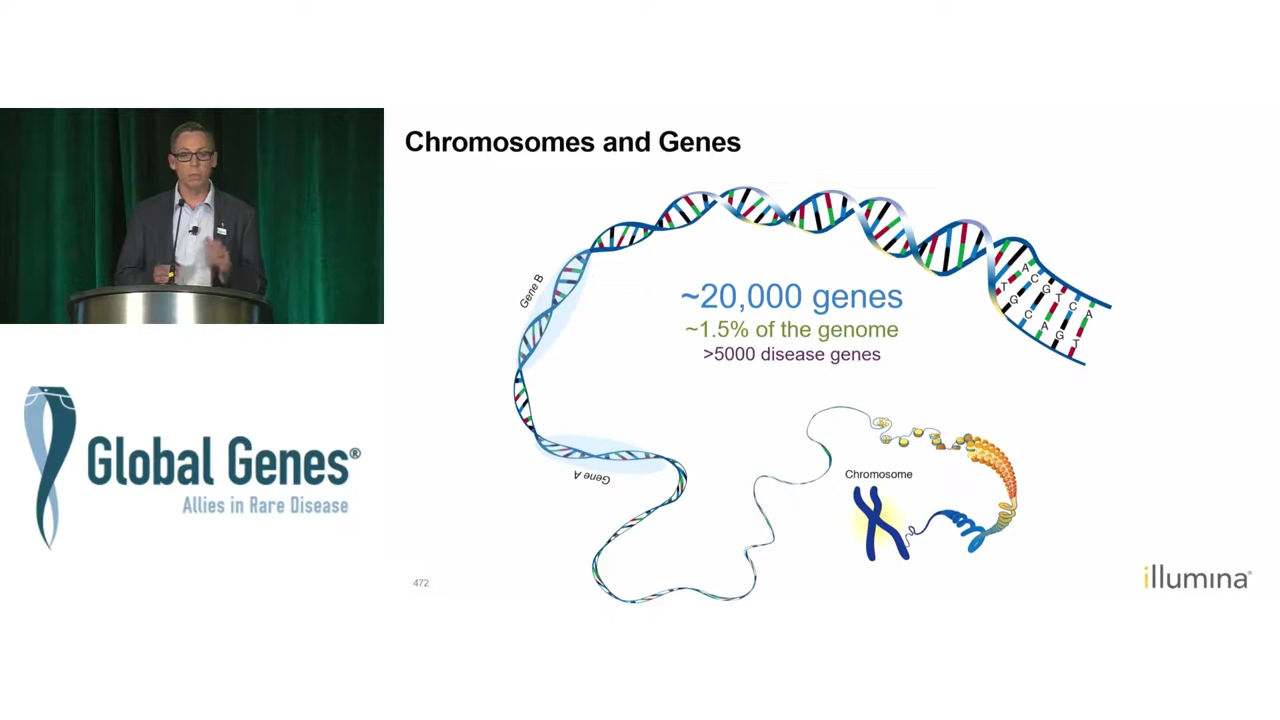 Chromosomes and Genes
Gene B
~20,000 genes
~1.5% of the genome
>5000 disease genes
A
C
G
T
C
A
T
G
C
A
G
T
Gene A
Chromosome
Global Genes®
Allies in Rare Disease
472
illumina®